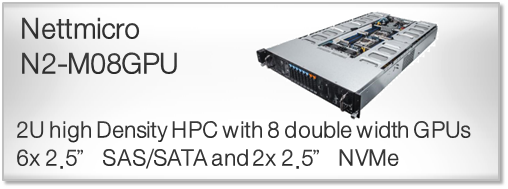 Nettmicro
N2-M08GPU
2U high Density HPC with 8 double width GPUs
6x 2.5” SAS/SATA and 2x 2.5” NVMe